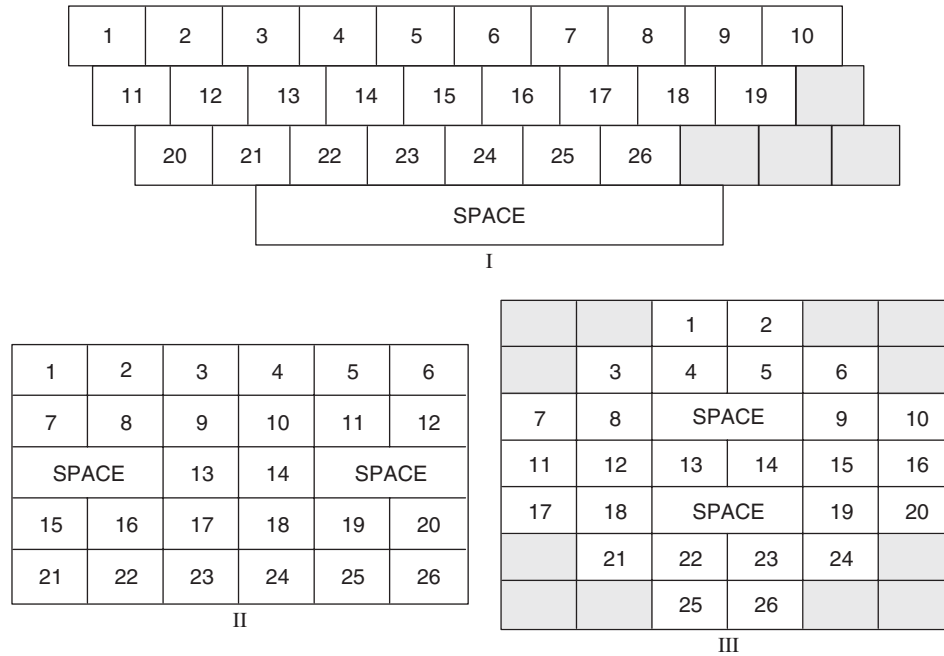 1 2 3 4 5 6 7 8 9 10
11 12 13 14 15 16 17 18 19
20 21 22 23 24 25 26
SPACE
I
1 2 3 4 5 6
7 8 9 10 11 12
SPACE 13 14 SPACE
15 16 17 18 19 20
21 22 23 24 25 26
II
1 2
3 4 5 6
7 8 SPACE 9 10
11 12 13 14 15 16
17 18 SPACE 19 20
21 22 23 24
25 26
III